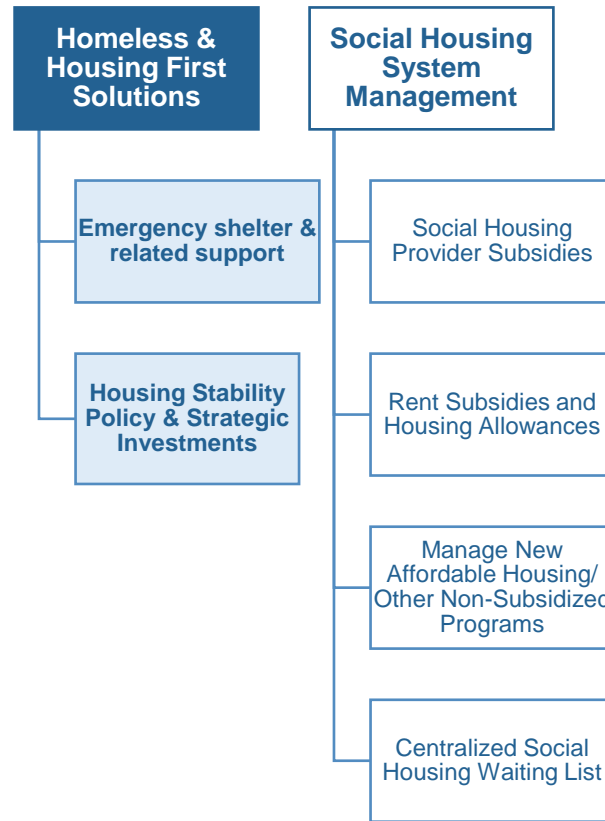 Homeless &
Housing First
Solutions
Emergency shelter &
related support
Housing Stability
Policy & Strategic
Investments
Social Housing
System
Management
Social Housing
Provider Subsidies
Rent Subsidies and
Housing Allowances
Manage New
Affordable Housing/
Other Non-Subsidized
Programs
Centralized Social
Housing Waiting List